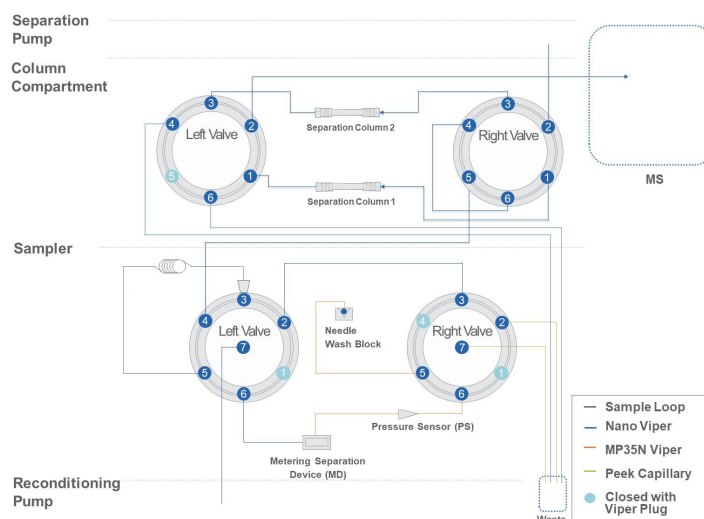 Separation
Pump
Column
Compartment
3
4
2
Left Valve
5
1
6
Separation Column 2
Separation Column 1
3
4
2
Right Valve
5
1
6
MS
Sampler
3
4
2
Left Valve
7
5
1
6
Needle
Wash Block
3
4
2
Right Valve
7
5
1
6
Pressure Sensor (PS)
Metering Separation
Device (MD)
Reconditioning
Pump
Waste
Sample Loop
Nano Viper
MP35N Viper
Peek Capillary
Closed with
Viper Plug